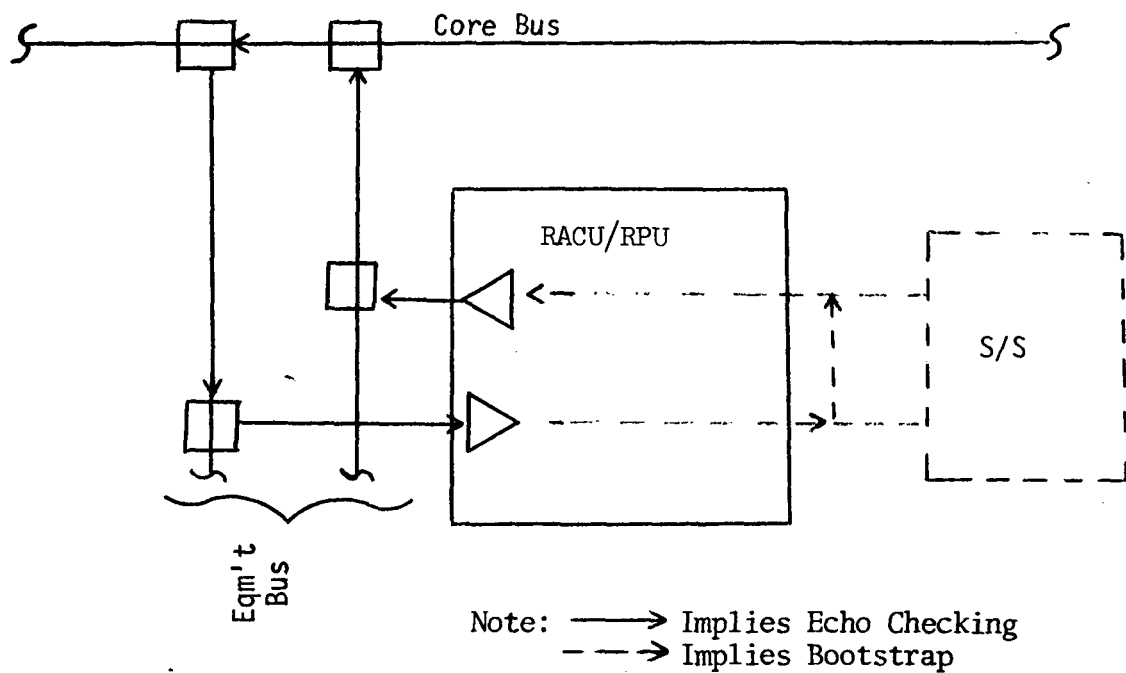 Core Bus
RACU/RPU
S/S
Eqm't
Bus
Note: Implies Echo Checking
Implies Bootstrap